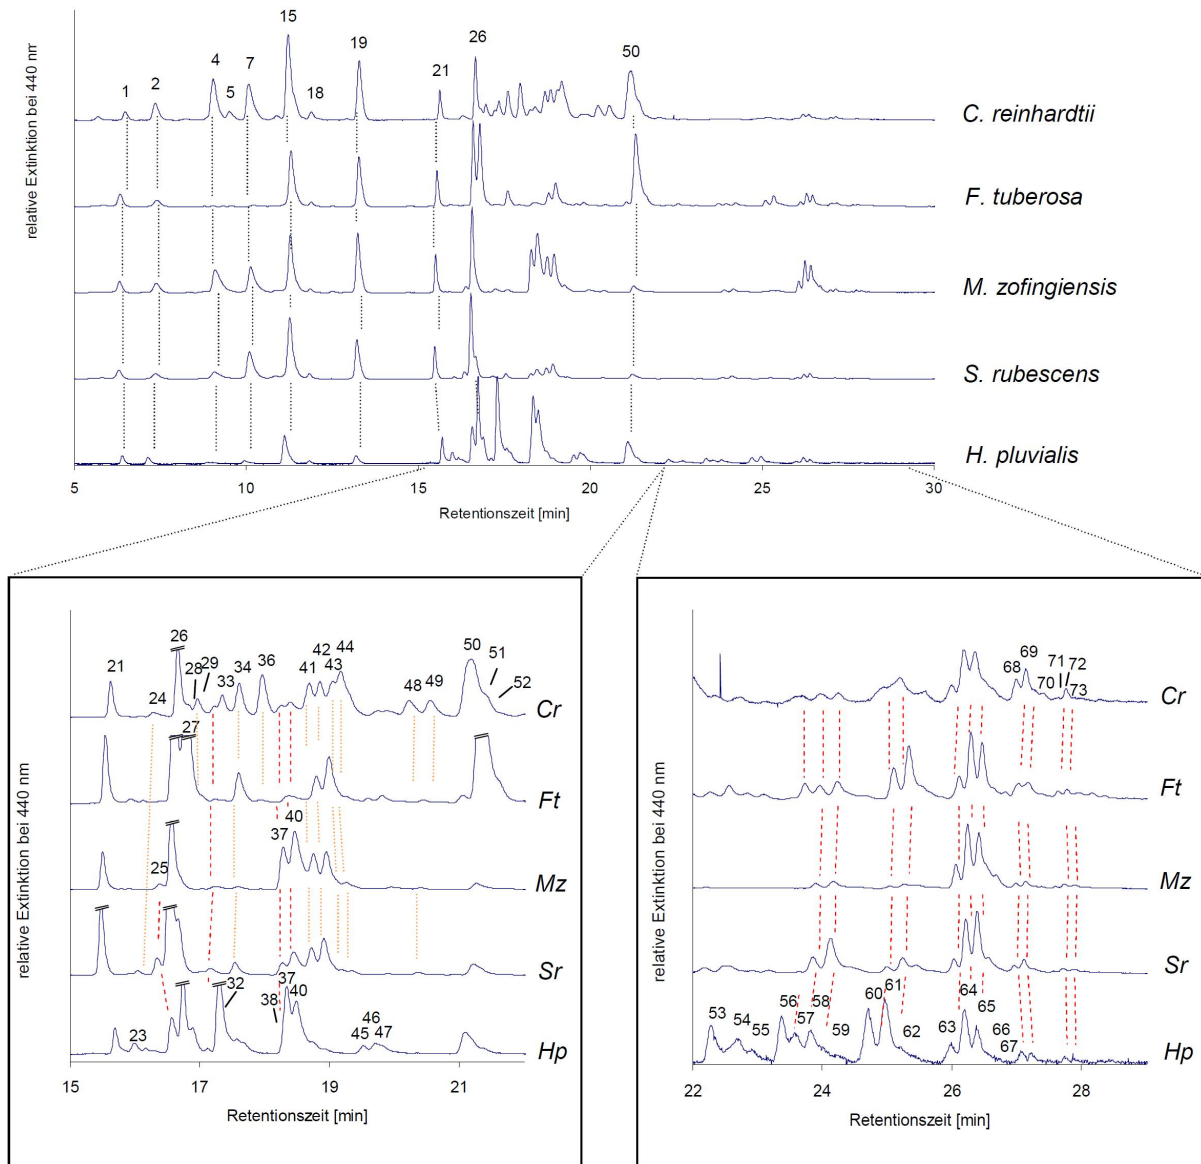 relative Extinktion bei 440 nm
1 2 4 5 7 15 18 19 21 26 50
C. reinhardtii
F. tuberosa
M. zofingiensis
S. rubescens
H. pluvialis
5 10 15 20 25 30
Retentionszeit [min]
relative Extinktion bei 440 nm
21 24 26 28 29 33 34 36 41 42 43 44 48 49 50 51 52
Cr
27
Ft
25 37 40
Mz
Sr
23 32 38 37 40 45 46 47
Hp
15 17 19 21
Retentionszeit [min]
relative Extinktion bei 440 nm
68 69 70 71 72 73
Cr
Ft
Mz
Sr
53 54 55 56 57 58 59 60 61 62 63 64 65 66 67
Hp
22 24 26 28
Retentionszeit [min]